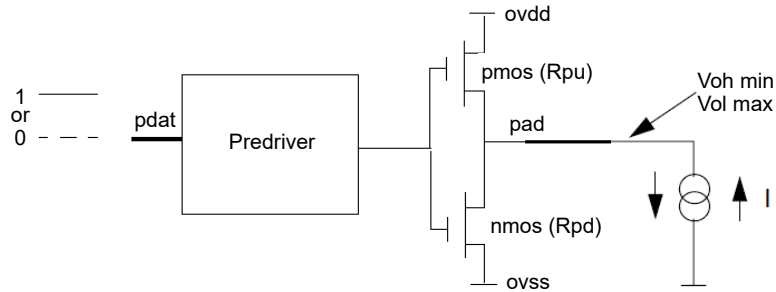 ovdd
pmos (Rpu)
Voh min
Vol max
1
or
0
pdat
Predriver
pad
I
nmos (Rpd)
ovss